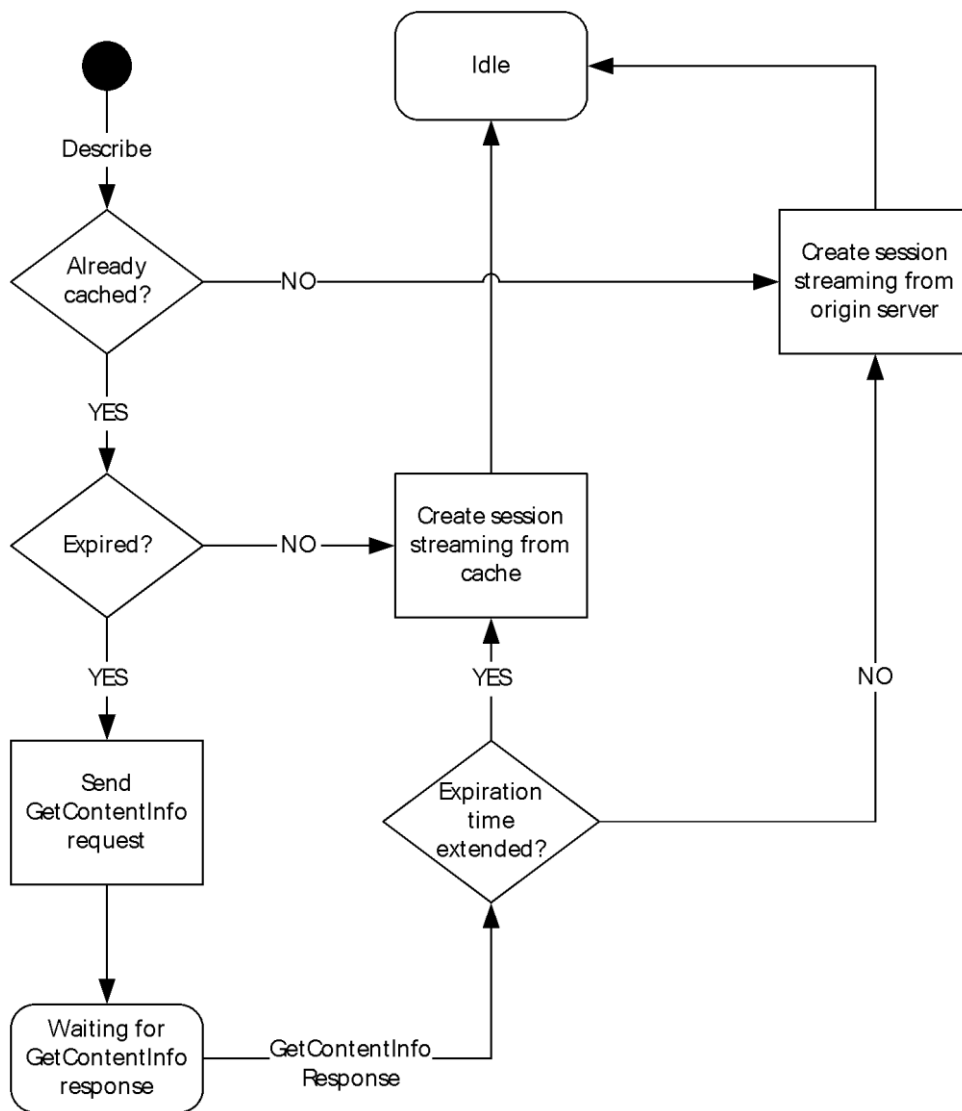 Idle
Describe
Already
cached?
NO
Create session
streaming from
origin server
YES
Expired?
NO
Create session
streaming from
cache
YES
YES
NO
Send
GetContentInfo
request
Expiration
time
extended?
Waiting for
GetContentInfo
response
GetContentInfo
Response